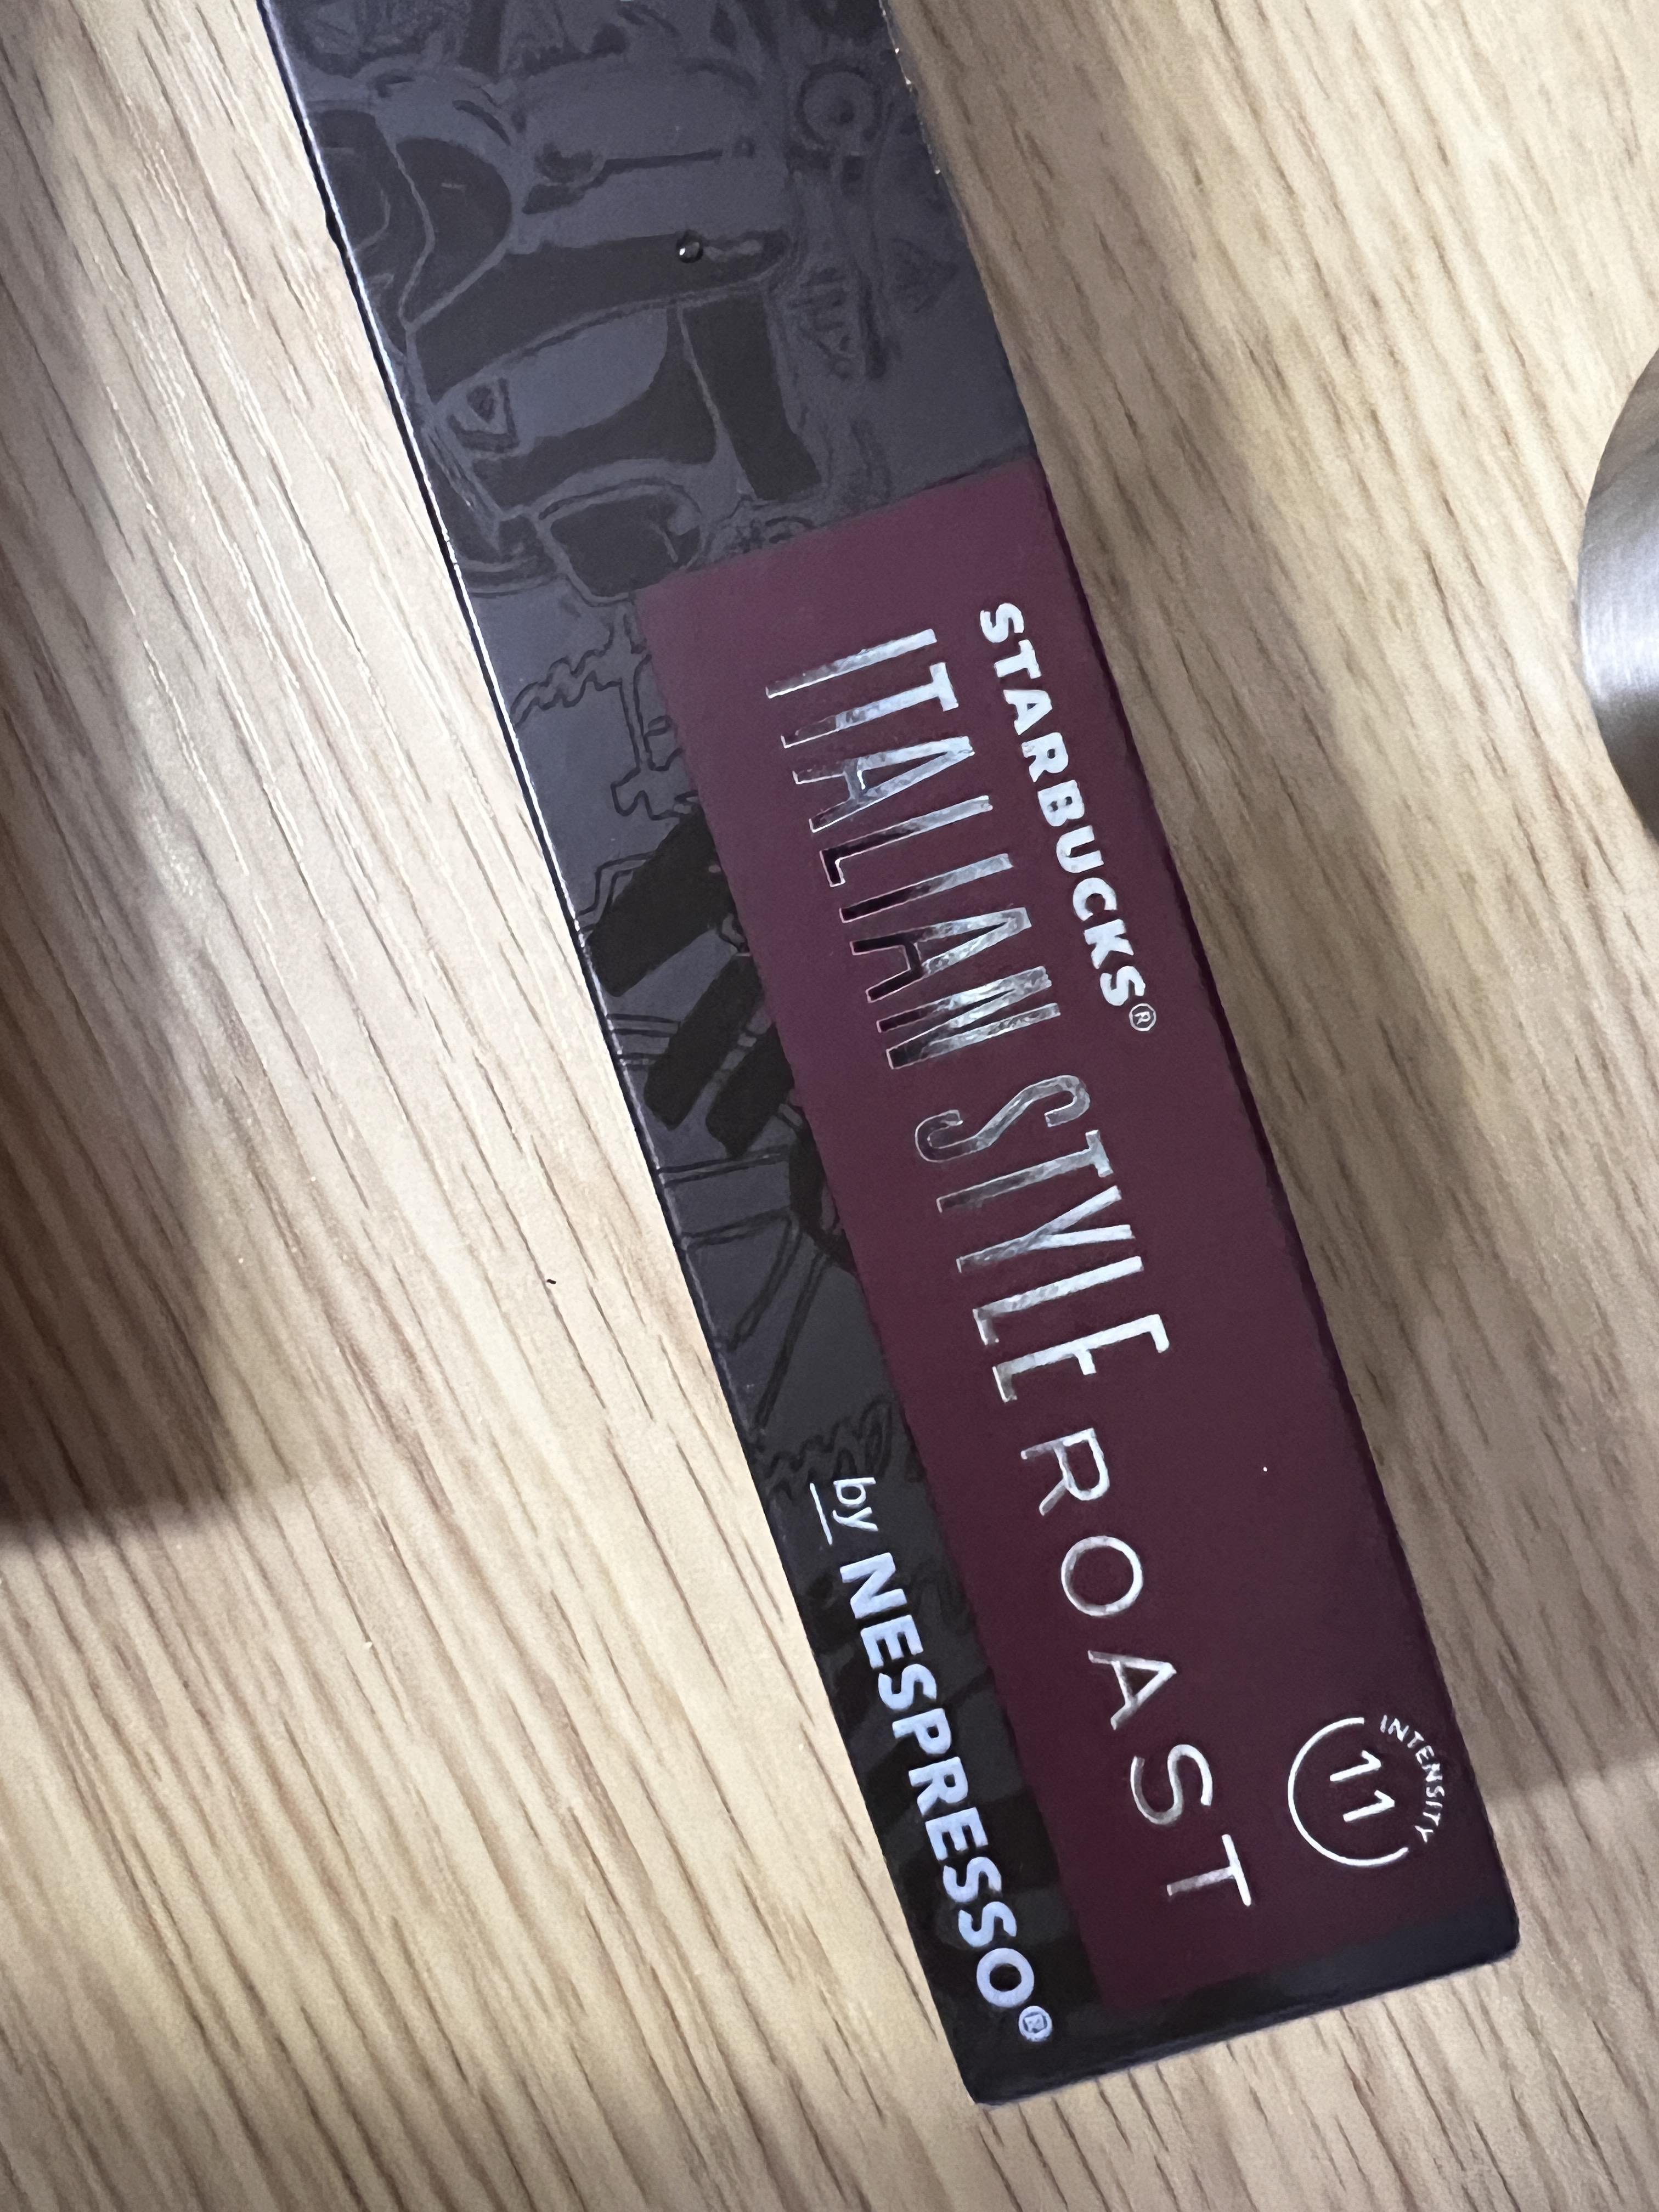 STARBUCKS®
ITALIAN STYLE ROAST
INTENSITY
11
by NESPRESSO®